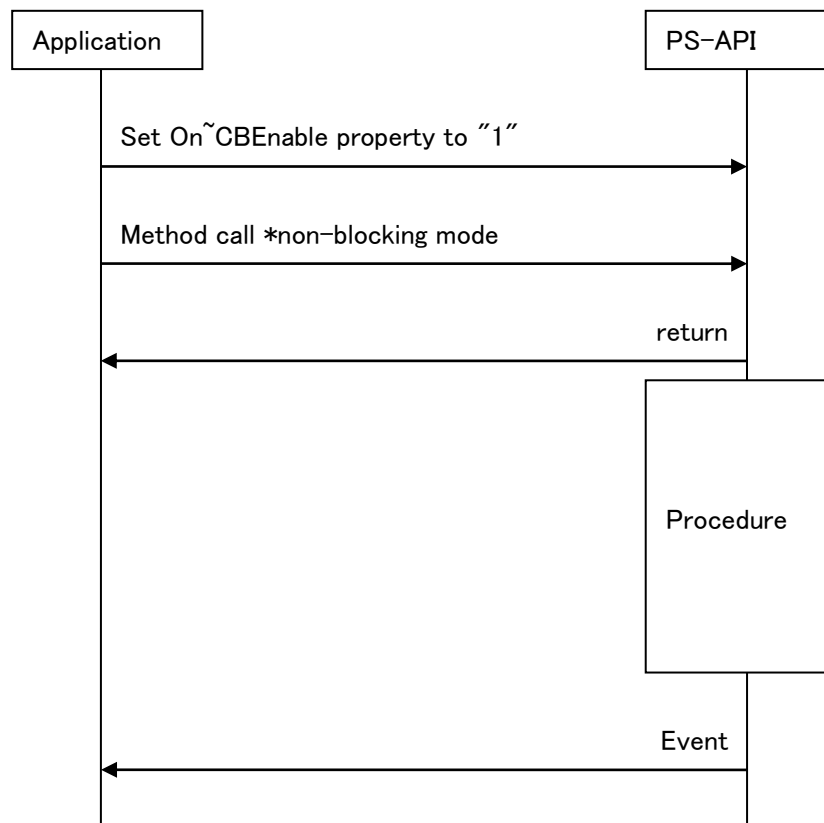 Application
PS-API
Set On~CBEnable property to "1"
Method call *non-blocking mode
return
Procedure
Event